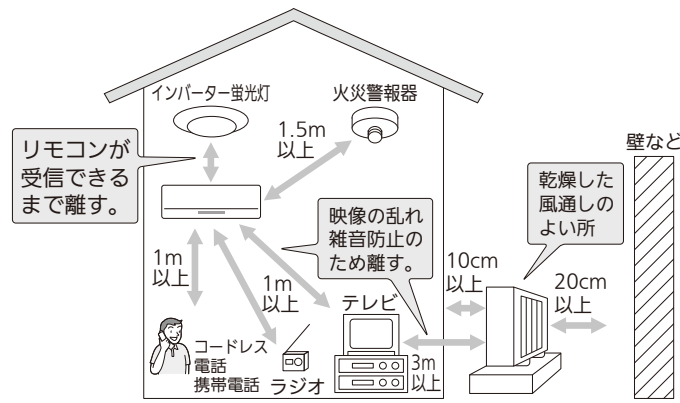 インバーター蛍光灯
火災警報器
リモコンが
受信できる
まで離す。
1.5m
以上
壁など
乾燥した
風通しの
よい所
映像の乱れ
雑音防止の
ため離す。
1m
以上
1m
以上
10cm
以上
20cm
以上
テレビ
コードレス
電話
携帯電話
ラジオ
3m
以上